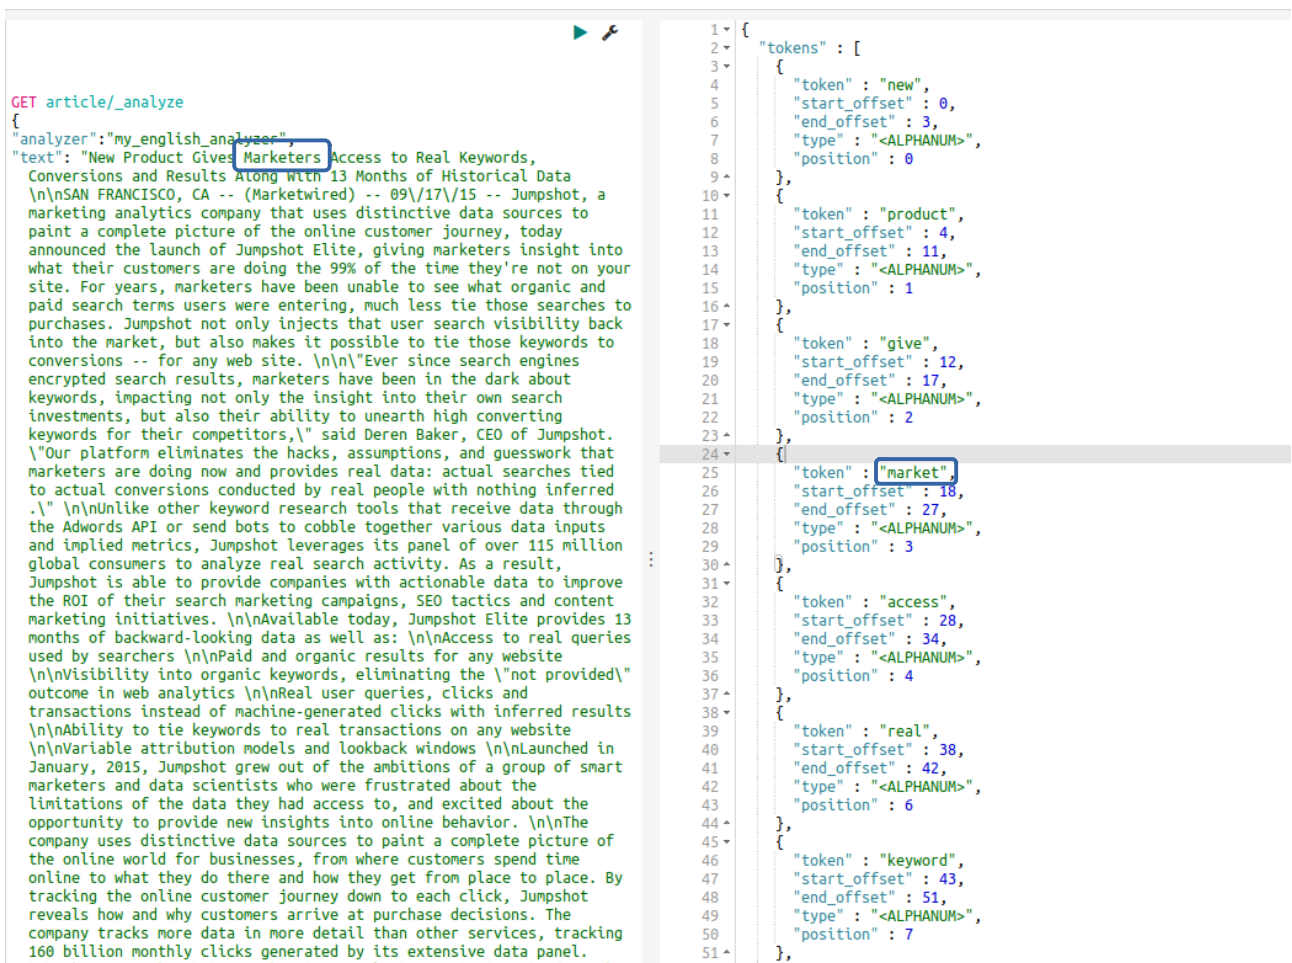 GET article/_analyze
{
"analyzer":"my_english_analyzer",
"text": "New Product Gives Marketers Access to Real Keywords,
Conversions and Results Along With 13 Months of Historical Data
\n\nSAN FRANCISCO, CA -- (Marketwired) -- 09\/17\/15 -- Jumpshot, a
marketing analytics company that uses distinctive data sources to
paint a complete picture of the online customer journey, today
announced the launch of Jumpshot Elite, giving marketers insight into
what their customers are doing the 99% of the time they're not on your
site. For years, marketers have been unable to see what organic and
paid search terms users were entering, much less tie those searches to
purchases. Jumpshot not only injects that user search visibility back
into the market, but also makes it possible to tie those keywords to
conversions -- for any web site. \n\n\"Ever since search engines
encrypted search results, marketers have been in the dark about
keywords, impacting not only the insight into their own search
investments, but also their ability to unearth high converting
keywords for their competitors,\" said Deren Baker, CEO of Jumpshot.
\"Our platform eliminates the hacks, assumptions, and guesswork that
marketers are doing now and provides real data: actual searches tied
to actual conversions conducted by real people with nothing inferred
.\" \n\nUnlike other keyword research tools that receive data through
the Adwords API or send bots to cobble together various data inputs
and implied metrics, Jumpshot leverages its panel of over 115 million
global consumers to analyze real search activity. As a result,
Jumpshot is able to provide companies with actionable data to improve
the ROI of their search marketing campaigns, SEO tactics and content
marketing initiatives. \n\nAvailable today, Jumpshot Elite provides 13
months of backward-looking data as well as: \n\nAccess to real queries
used by searchers \n\nPaid and organic results for any website
\n\nVisibility into organic keywords, eliminating the \"not provided\"
outcome in web analytics \n\nReal user queries, clicks and
transactions instead of machine-generated clicks with inferred results
\n\nAbility to tie keywords to real transactions on any website
\n\nVariable attribution models and lookback windows \n\nLaunched in
January, 2015, Jumpshot grew out of the ambitions of a group of smart
marketers and data scientists who were frustrated about the
limitations of the data they had access to, and excited about the
opportunity to provide new insights into online behavior. \n\nThe
company uses distinctive data sources to paint a complete picture of
the online world for businesses, from where customers spend time
online to what they do there and how they get from place to place. By
tracking the online customer journey down to each click, Jumpshot
reveals how and why customers arrive at purchase decisions. The
company tracks more data in more detail than other services, tracking
160 billion monthly clicks generated by its extensive data panel.
1 {
2 "tokens" : [
3 {
4 "token" : "new",
5 "start_offset" : 0,
6 "end_offset" : 3,
7 "type" : "<ALPHANUM>",
8 "position" : 0
9 },
10 {
11 "token" : "product",
12 "start_offset" : 4,
13 "end_offset" : 11,
14 "type" : "<ALPHANUM>",
15 "position" : 1
16 },
17 {
18 "token" : "give",
19 "start_offset" : 12,
20 "end_offset" : 17,
21 "type" : "<ALPHANUM>",
22 "position" : 2
23 },
24 {
25 "token" : "market",
26 "start_offset" : 18,
27 "end_offset" : 27,
28 "type" : "<ALPHANUM>",
29 "position" : 3
30 },
31 {
32 "token" : "access",
33 "start_offset" : 28,
34 "end_offset" : 34,
35 "type" : "<ALPHANUM>",
36 "position" : 4
37 },
38 {
39 "token" : "real",
40 "start_offset" : 38,
41 "end_offset" : 42,
42 "type" : "<ALPHANUM>",
43 "position" : 6
44 },
45 {
46 "token" : "keyword",
47 "start_offset" : 43,
48 "end_offset" : 51,
49 "type" : "<ALPHANUM>",
50 "position" : 7
51 },